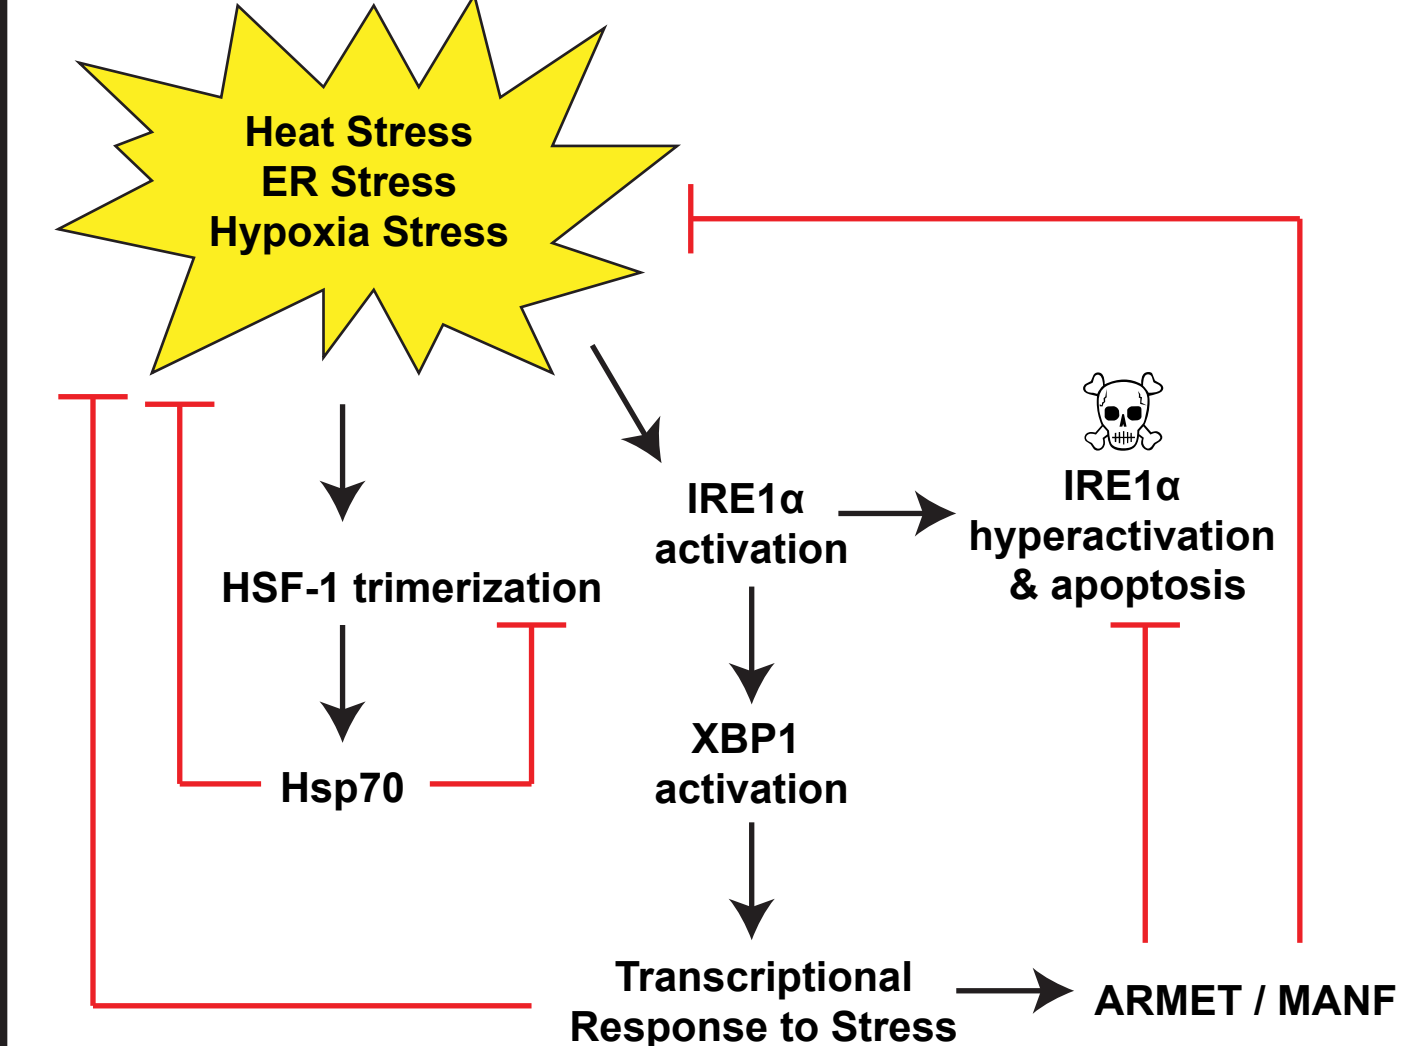 Heat Stress
ER Stress
Hypoxia Stress
IRE1α
activation
IRE1α
hyperactivation
& apoptosis
HSF-1 trimerization
Hsp70
XBP1
activation
Transcriptional
Response to Stress
ARMET / MANF